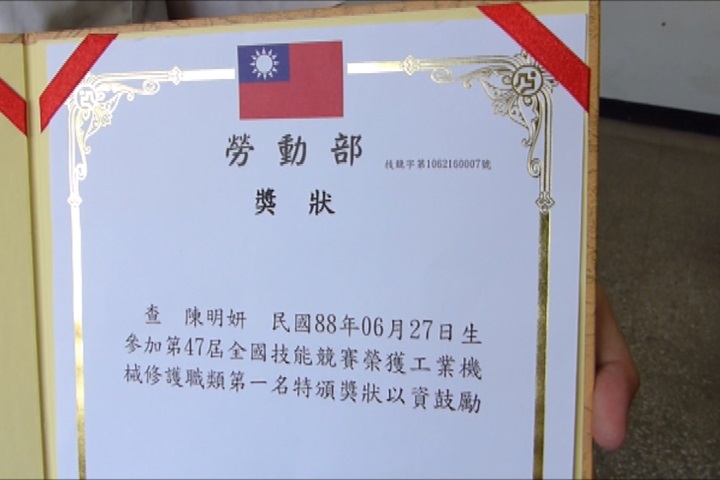 勞動部
技競字第1062160007號
獎狀
查 陳明妍 民國88年06月27日生
參加第47屆全國技能競賽榮獲工業機
械修護職類第一名特頒獎狀以資鼓勵